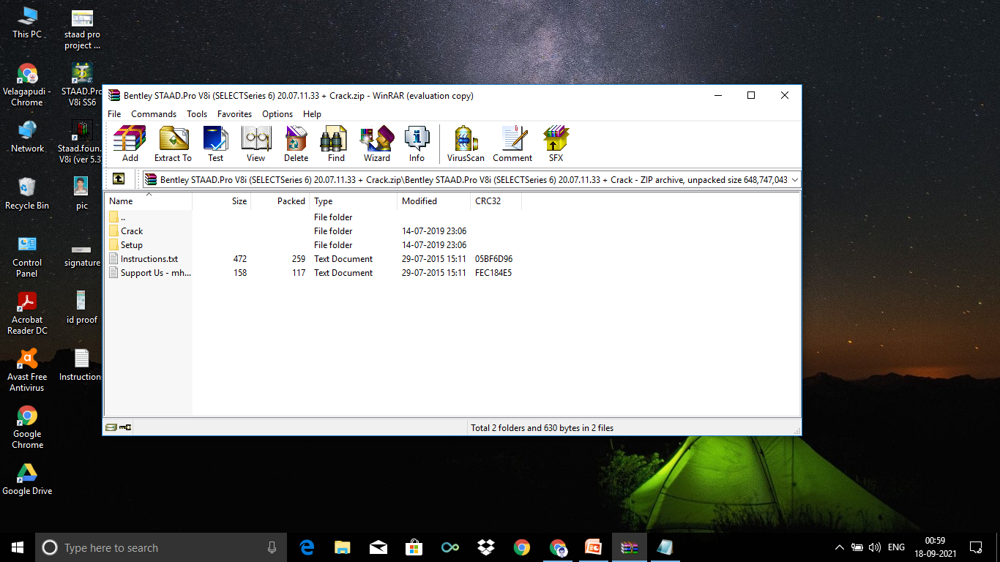 This PC
staad pro
project ...
Velagapudi -
Chrome
STAAD.Pro
V8i SS6
Network
Staad.foun...
V8i (ver 5.3
Recycle Bin
pic
Control
Panel
signature
Acrobat
Reader DC
id proof
Avast Free
Antivirus
Instruction
Google
Chrome
Google Drive
Bentley STAAD.Pro V8i (SELECTSeries 6) 20.07.11.33 + Crack.zip - WinRAR (evaluation copy)
File Commands Tools Favorites Options Help
Add Extract To Test View Delete Find Wizard Info VirusScan Comment SFX
Bentley STAAD.Pro V8i (SELECTSeries 6) 20.07.11.33 + Crack.zip\Bentley STAAD.Pro V8i (SELECTSeries 6) 20.07.11.33 + Crack - ZIP archive, unpacked size 648,747,043
Name Size Packed Type Modified CRC32
.. File folder
Crack File folder 14-07-2019 23:06
Setup File folder 14-07-2019 23:06
Instructions.txt 472 259 Text Document 29-07-2015 15:11 05BF6D96
Support Us - mh... 158 117 Text Document 29-07-2015 15:11 FEC184E5
Total 2 folders and 630 bytes in 2 files
Type here to search
ENG
00:59
18-09-2021